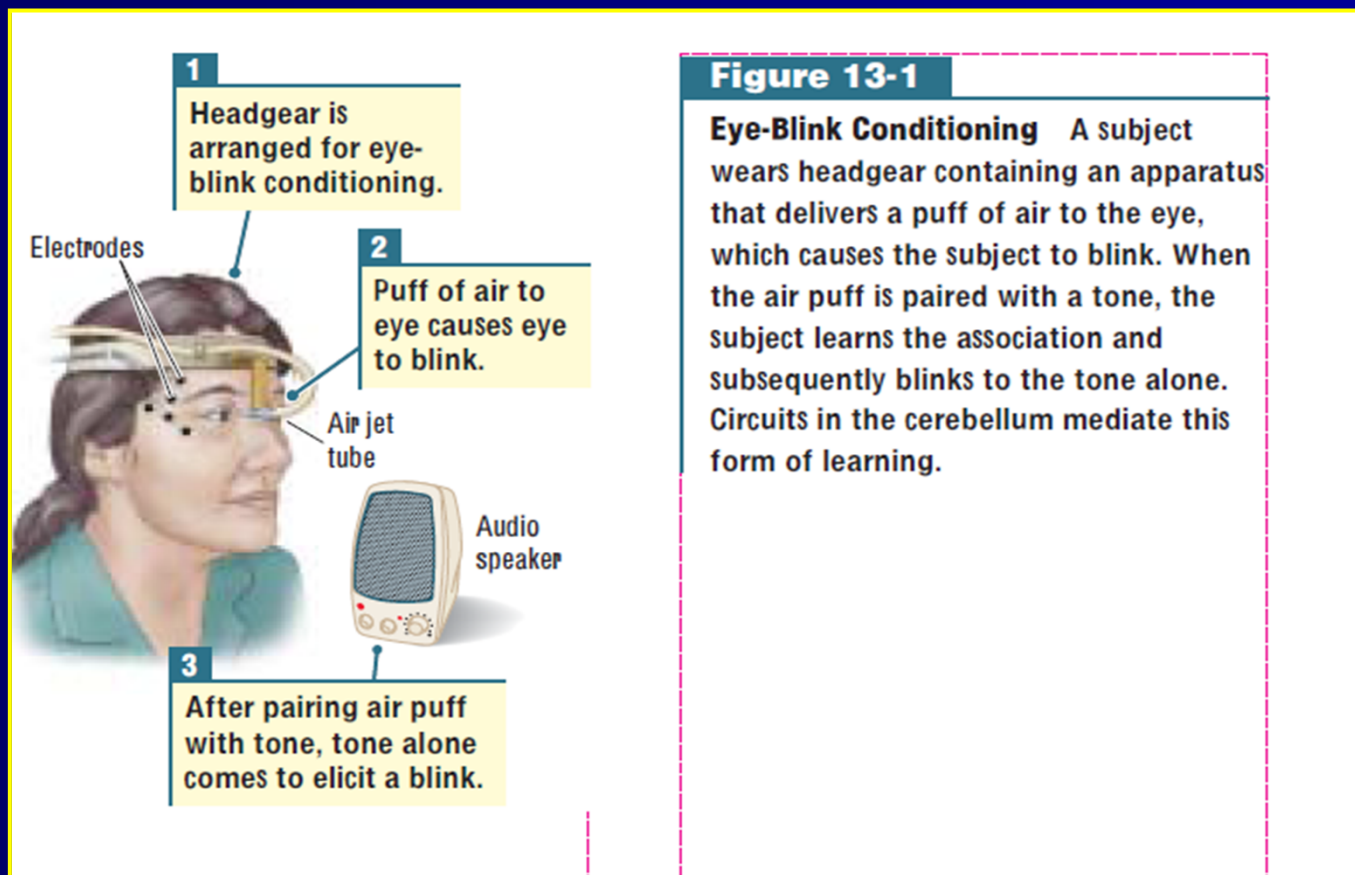 1
Headgear is
arranged for eye-
blink conditioning.
Electrodes
2
Puff of air to
eye causes eye
to blink.
Air jet
tube
Audio
speaker
3
After pairing air puff
with tone, tone alone
comes to elicit a blink.
Figure 13-1
Eye-Blink Conditioning A subject
wears headgear containing an apparatus
that delivers a puff of air to the eye,
which causes the subject to blink. When
the air puff is paired with a tone, the
subject learns the association and
subsequently blinks to the tone alone.
Circuits in the cerebellum mediate this
form of learning.